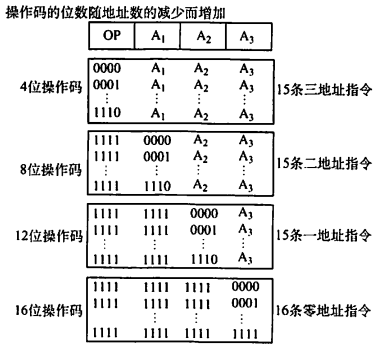 操作码的位数随地址数的减少而增加
OP A₁ A₂ A₃
0000 A₁ A₂ A₃
4位操作码 0001 A₁ A₂ A₃ 15条三地址指令
⋮ ⋮ ⋮ ⋮
1110 A₁ A₂ A₃
1111 0000 A₂ A₃
1111 0001 A₂ A₃ 15条二地址指令
8位操作码 ⋮ ⋮ ⋮ ⋮
1111 1110 A₂ A₃
1111 1111 0000 A₃
12位操作码 1111 1111 0001 A₃ 15条一地址指令
⋮ ⋮ ⋮ ⋮
1111 1111 1110 A₃
1111 1111 1111 0000
16位操作码 1111 1111 1111 0001 16条零地址指令
⋮ ⋮ ⋮ ⋮
1111 1111 1111 1111